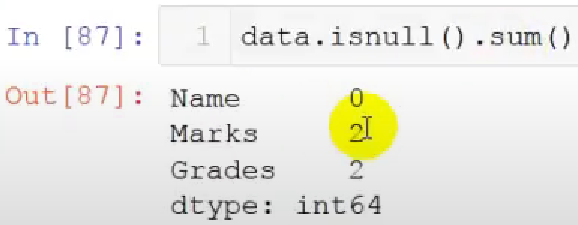 In [87]: 1 data.isnull().sum()
Out[87]: Name 0
Marks 2
Grades 2
dtype: int64